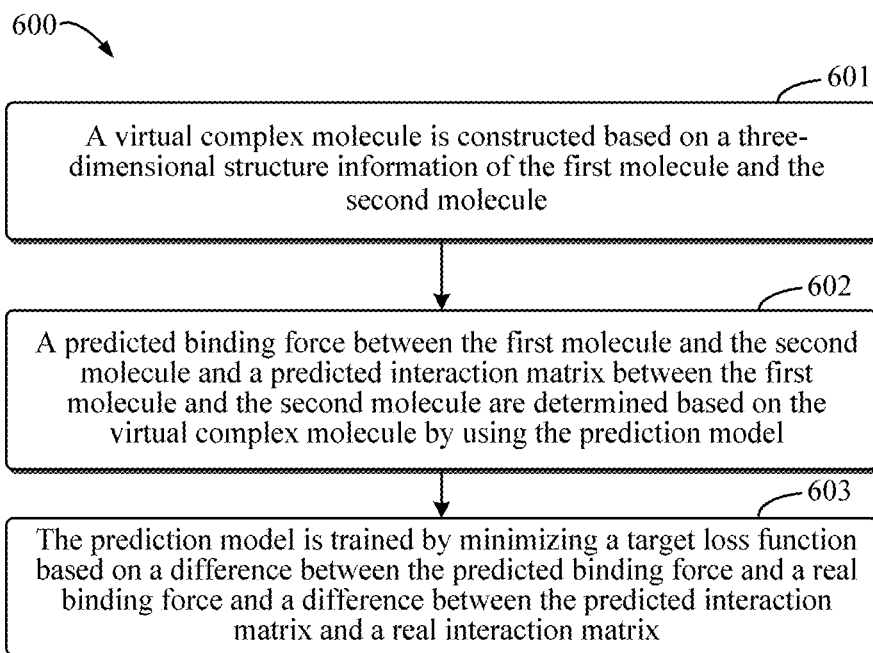 600
601
A virtual complex molecule is constructed based on a three-
dimensional structure information of the first molecule and the
second molecule
602
A predicted binding force between the first molecule and the second
molecule and a predicted interaction matrix between the first
molecule and the second molecule are determined based on the
virtual complex molecule by using the prediction model
603
The prediction model is trained by minimizing a target loss function
based on a difference between the predicted binding force and a real
binding force and a difference between the predicted interaction
matrix and a real interaction matrix